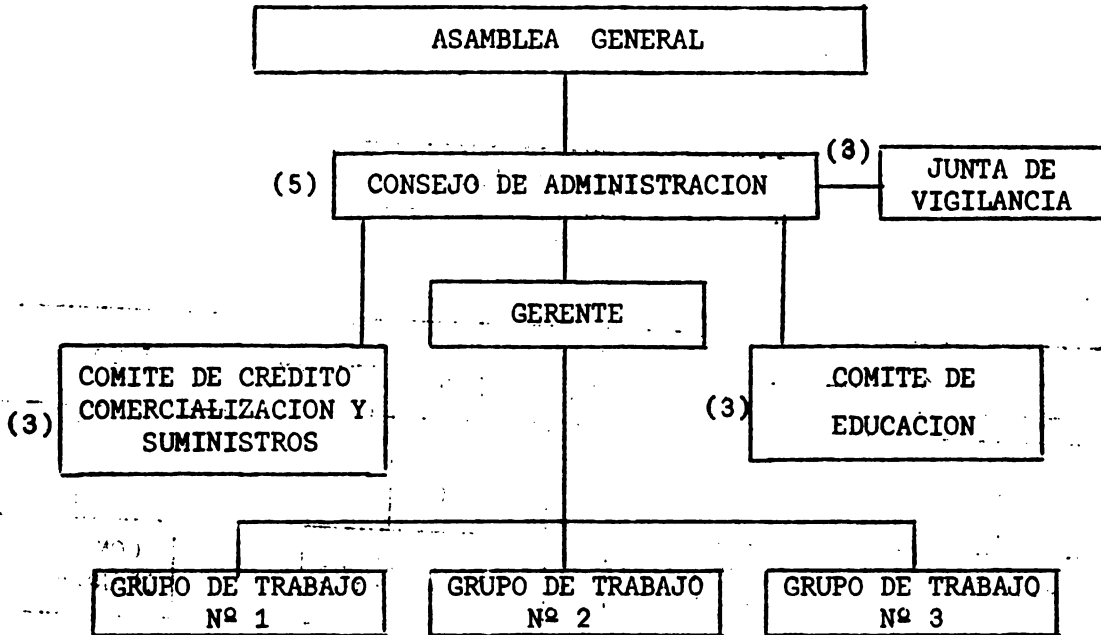 ASAMBLEA GENERAL
(3)
(5) CONSEJO DE ADMINISTRACION
JUNTA DE
VIGILANCIA
GERENTE
(3)
COMITE DE CREDITO
COMERCIALIZACION Y
SUMINISTROS
(3)
COMITE DE
EDUCACION
GRUPO DE TRABAJO
Nº 1
GRUPO DE TRABAJO
Nº 2
GRUPO DE TRABAJO
Nº 3